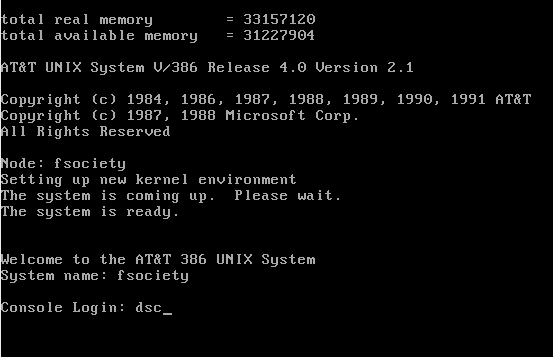 total real memory        = 33157120
total available memory   = 31227904
AT&T UNIX System V/386 Release 4.0 Version 2.1
Copyright (c) 1984, 1986, 1987, 1988, 1989, 1990, 1991 AT&T
Copyright (c) 1987, 1988 Microsoft Corp.
All Rights Reserved
Node: fsociety
Setting up new kernel environment
The system is coming up.  Please wait.
The system is ready.
Welcome to the AT&T 386 UNIX System
System name: fsociety
Console Login: dsc_